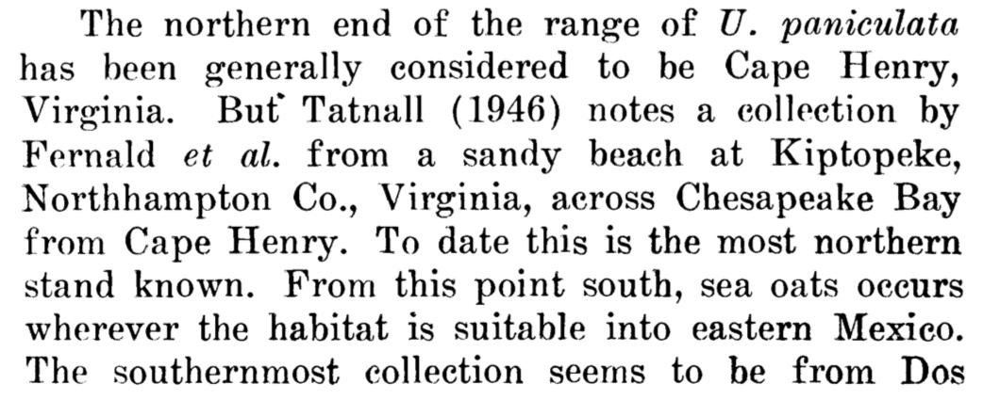 The northern end of the range of U. paniculata
has been generally considered to be Cape Henry,
Virginia. But Tatnall (1946) notes a collection by
Fernald et al. from a sandy beach at Kiptopeke,
Northhampton Co., Virginia, across Chesapeake Bay
from Cape Henry. To date this is the most northern
stand known. From this point south, sea oats occurs
wherever the habitat is suitable into eastern Mexico.
The southernmost collection seems to be from Dos